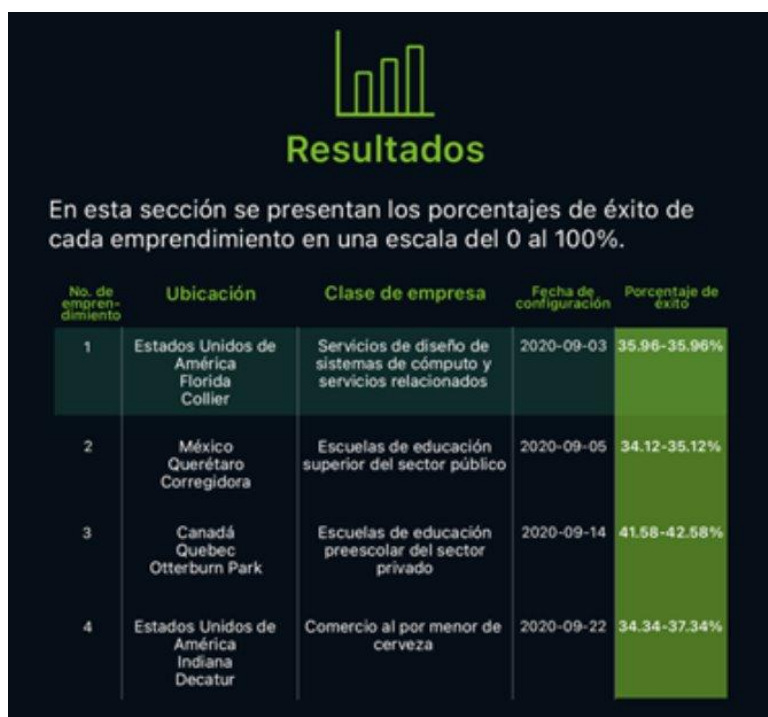 Resultados
En esta sección se presentan los porcentajes de éxito de
cada emprendimiento en una escala del 0 al 100%.
No. de
empren-
dimiento
Ubicación
Clase de empresa
Fecha de
configuración
Porcentaje de
éxito
1
Estados Unidos de
América
Florida
Collier
Servicios de diseño de
sistemas de cómputo y
servicios relacionados
2020-09-03
35.96-35.96%
2
México
Querétaro
Corregidora
Escuelas de educación
superior del sector público
2020-09-05
34.12-35.12%
3
Canadá
Quebec
Otterburn Park
Escuelas de educación
preescolar del sector
privado
2020-09-14
41.58-42.58%
4
Estados Unidos de
América
Indiana
Decatur
Comercio al por menor de
cerveza
2020-09-22
34.34-37.34%